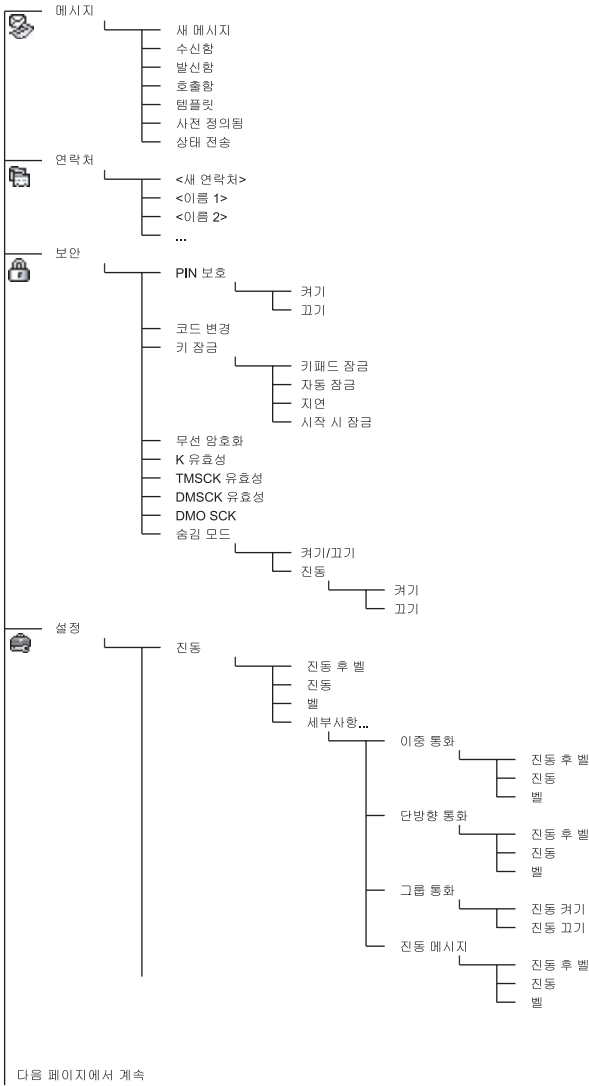 메시지
새 메시지
수신함
발신함
호출함
템플릿
사전 정의됨
상태 전송
연락처
<새 연락처>
<이름 1>
<이름 2>
...
보안
PIN 보호
켜기
끄기
코드 변경
키 잠금
키패드 잠금
자동 잠금
지연
시작 시 잠금
무선 암호화
K 유효성
TMSCK 유효성
DMSCK 유효성
DMO SCK
숨김 모드
켜기/끄기
진동
켜기
끄기
설정
진동
진동 후 벨
진동
벨
세부사항...
이중 통화
진동 후 벨
진동
벨
단방향 통화
진동 후 벨
진동
벨
그룹 통화
진동 켜기
진동 끄기
진동 메시지
진동 후 벨
진동
벨
다음 페이지에서 계속